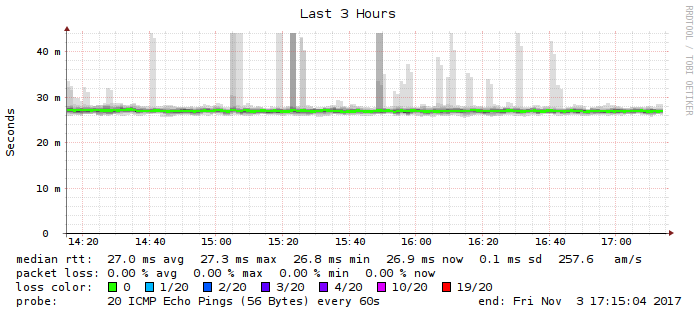 Last 3 Hours
RRDTOOL / TOBI OETIKER
Seconds
40 m
30 m
20 m
10 m
0
14:20 14:40 15:00 15:20 15:40 16:00 16:20 16:40 17:00
median rtt: 27.0 ms avg 27.3 ms max 26.8 ms min 26.9 ms now 0.1 ms sd 257.6 am/s
packet loss: 0.00 % avg 0.00 % max 0.00 % min 0.00 % now
loss color: 0 1/20 2/20 3/20 4/20 10/20 19/20
probe: 20 ICMP Echo Pings (56 Bytes) every 60s end: Fri Nov 3 17:15:04 2017